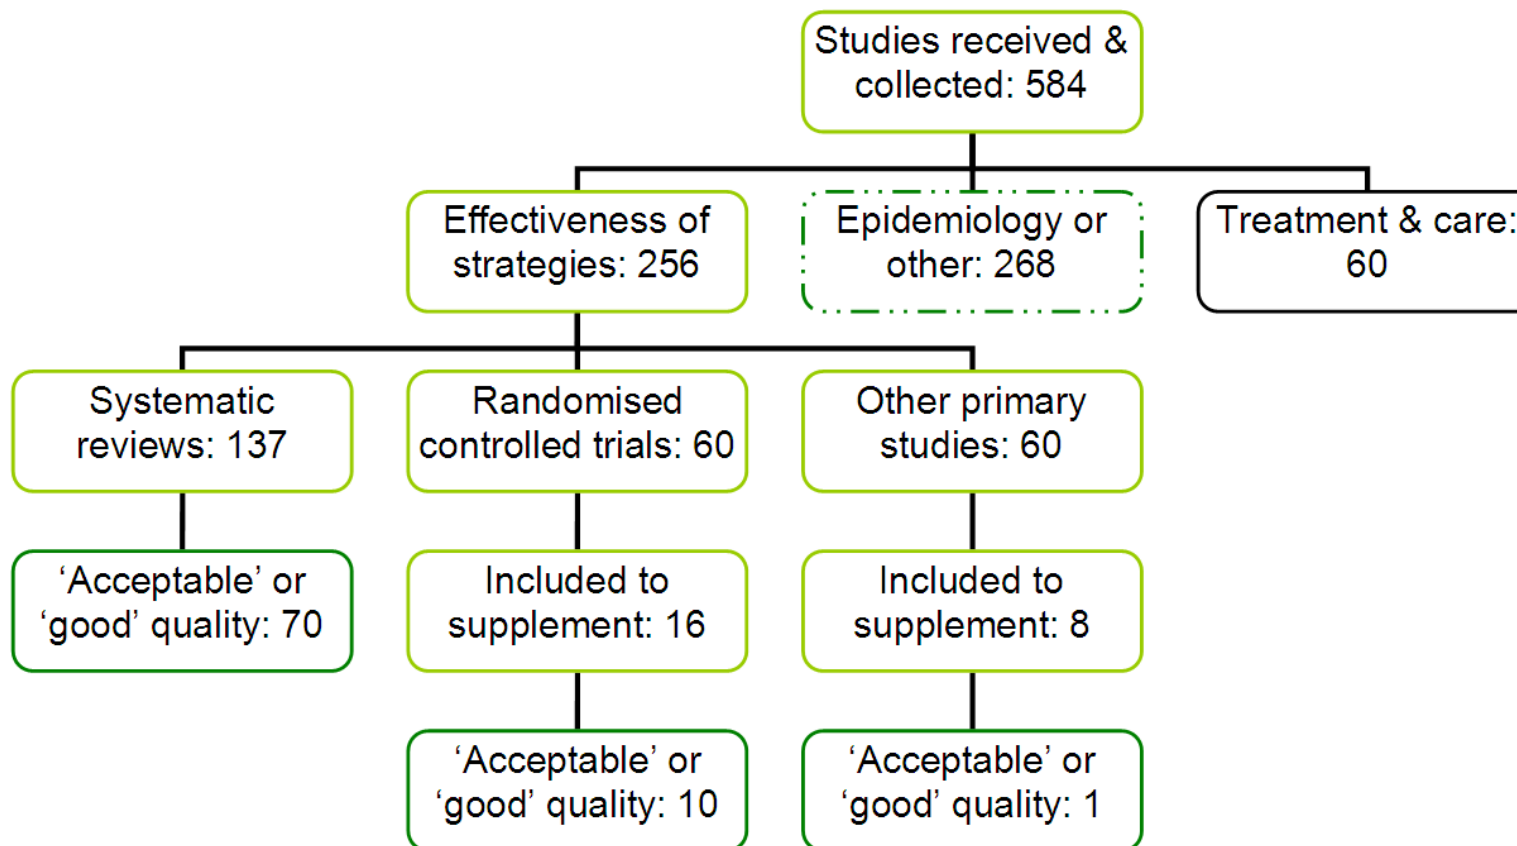 Studies received &
collected: 584
Effectiveness of
strategies: 256
Epidemiology or
other: 268
Treatment & care:
60
Systematic
reviews: 137
Randomised
controlled trials: 60
Other primary
studies: 60
‘Acceptable’ or
‘good’ quality: 70
Included to
supplement: 16
Included to
supplement: 8
‘Acceptable’ or
‘good’ quality: 10
‘Acceptable’ or
‘good’ quality: 1